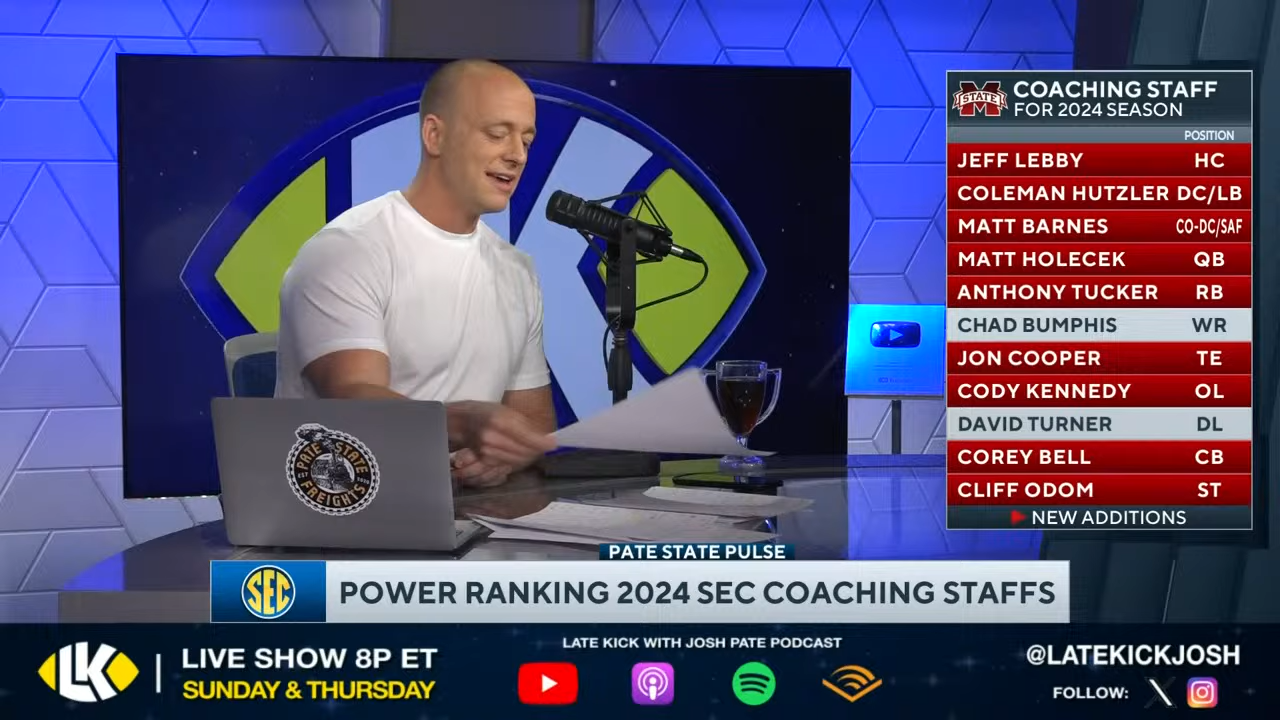 STATE
COACHING STAFF
FOR 2024 SEASON
POSITION
JEFF LEBBY HC
COLEMAN HUTZLER DC/LB
MATT BARNES CO-DC/SAF
MATT HOLECEK QB
ANTHONY TUCKER RB
CHAD BUMPHIS WR
JON COOPER TE
CODY KENNEDY OL
DAVID TURNER DL
COREY BELL CB
CLIFF ODOM ST
NEW ADDITIONS
PATE STATE
FREIGHTS
PATE STATE PULSE
SEC
POWER RANKING 2024 SEC COACHING STAFFS
LK
LIVE SHOW 8P ET
SUNDAY & THURSDAY
LATE KICK WITH JOSH PATE PODCAST
@LATEKICKJOSH
FOLLOW: